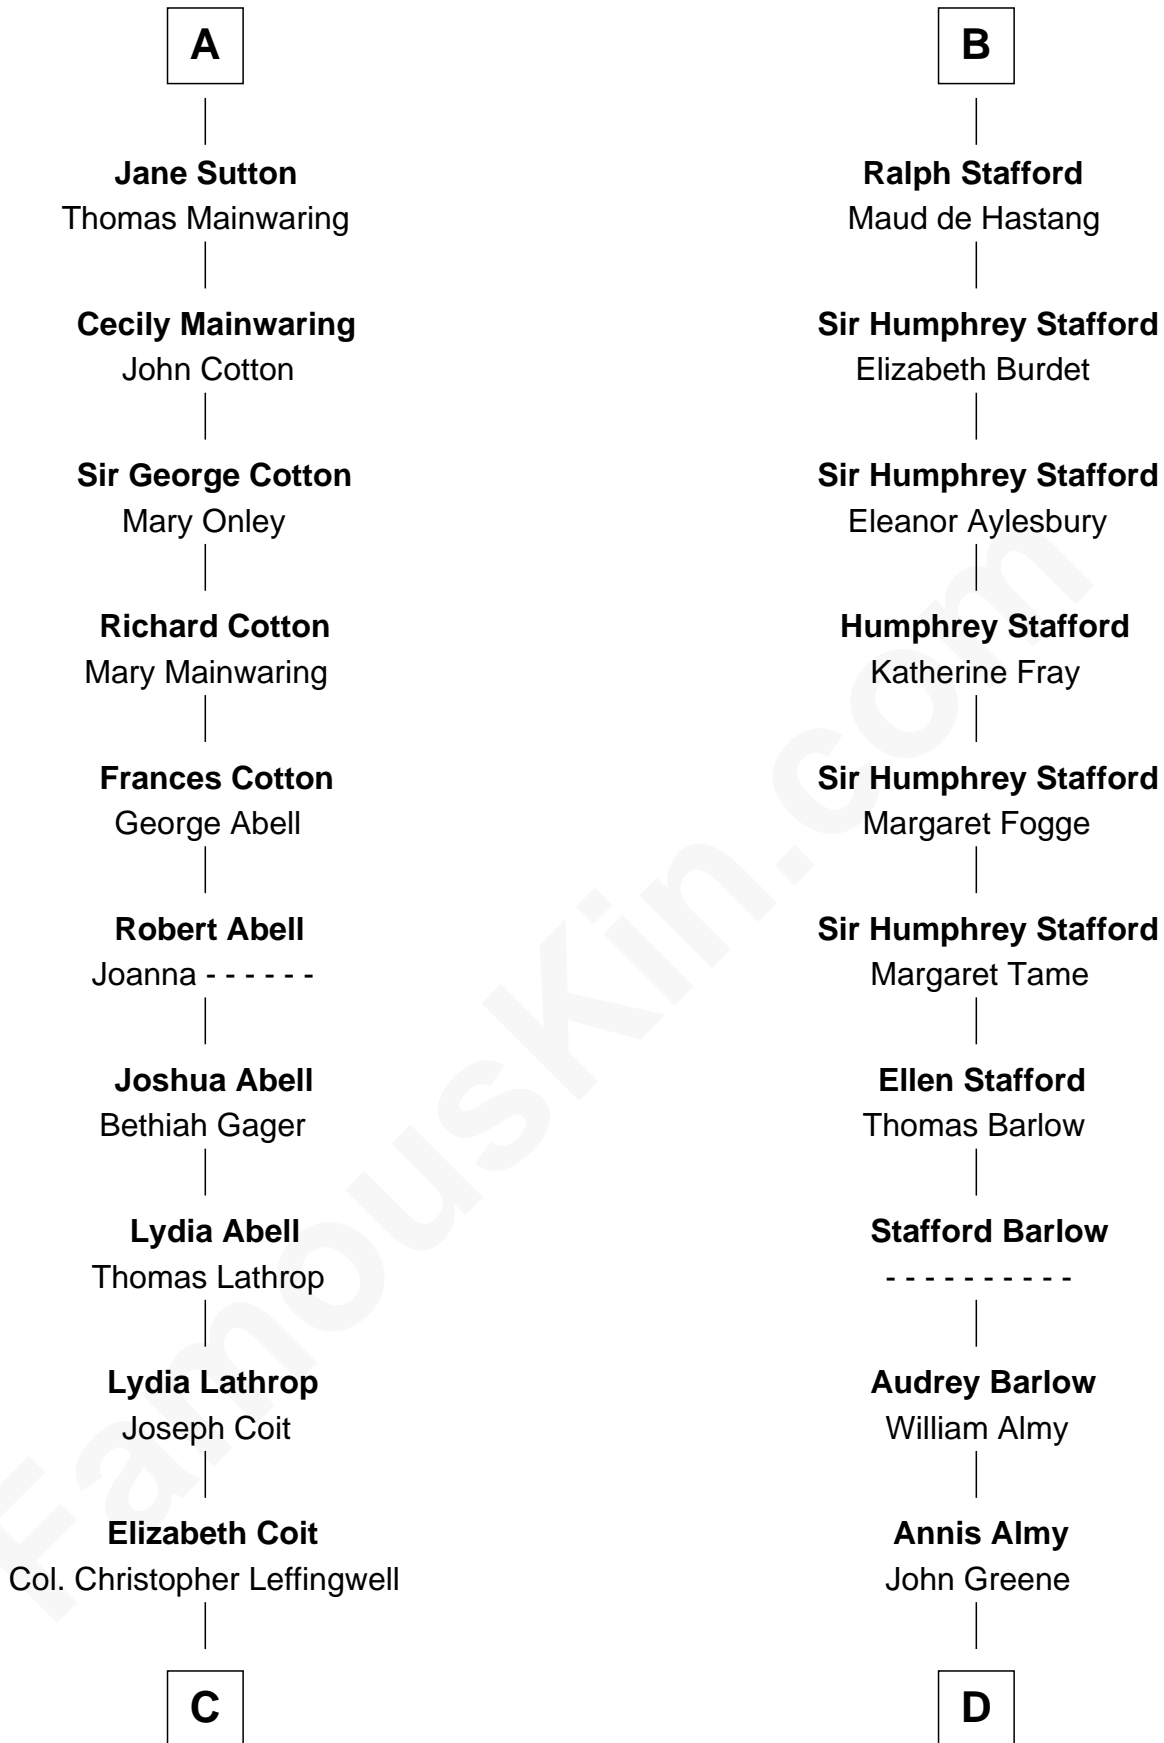 A
Jane Sutton
Thomas Mainwaring
Cecily Mainwaring
John Cotton
Sir George Cotton
Mary Onley
Richard Cotton
Mary Mainwaring
Frances Cotton
George Abell
Robert Abell
Joanna - - - - - -
Joshua Abell
Bethiah Gager
Lydia Abell
Thomas Lathrop
Lydia Lathrop
Joseph Coit
Elizabeth Coit
Col. Christopher Leffingwell
C
B
Ralph Stafford
Maud de Hastang
Sir Humphrey Stafford
Elizabeth Burdet
Sir Humphrey Stafford
Eleanor Aylesbury
Humphrey Stafford
Katherine Fray
Sir Humphrey Stafford
Margaret Fogge
Sir Humphrey Stafford
Margaret Tame
Ellen Stafford
Thomas Barlow
Stafford Barlow
- - - - - - - - - -
Audrey Barlow
William Almy
Annis Almy
John Greene
D
FamousKin.com